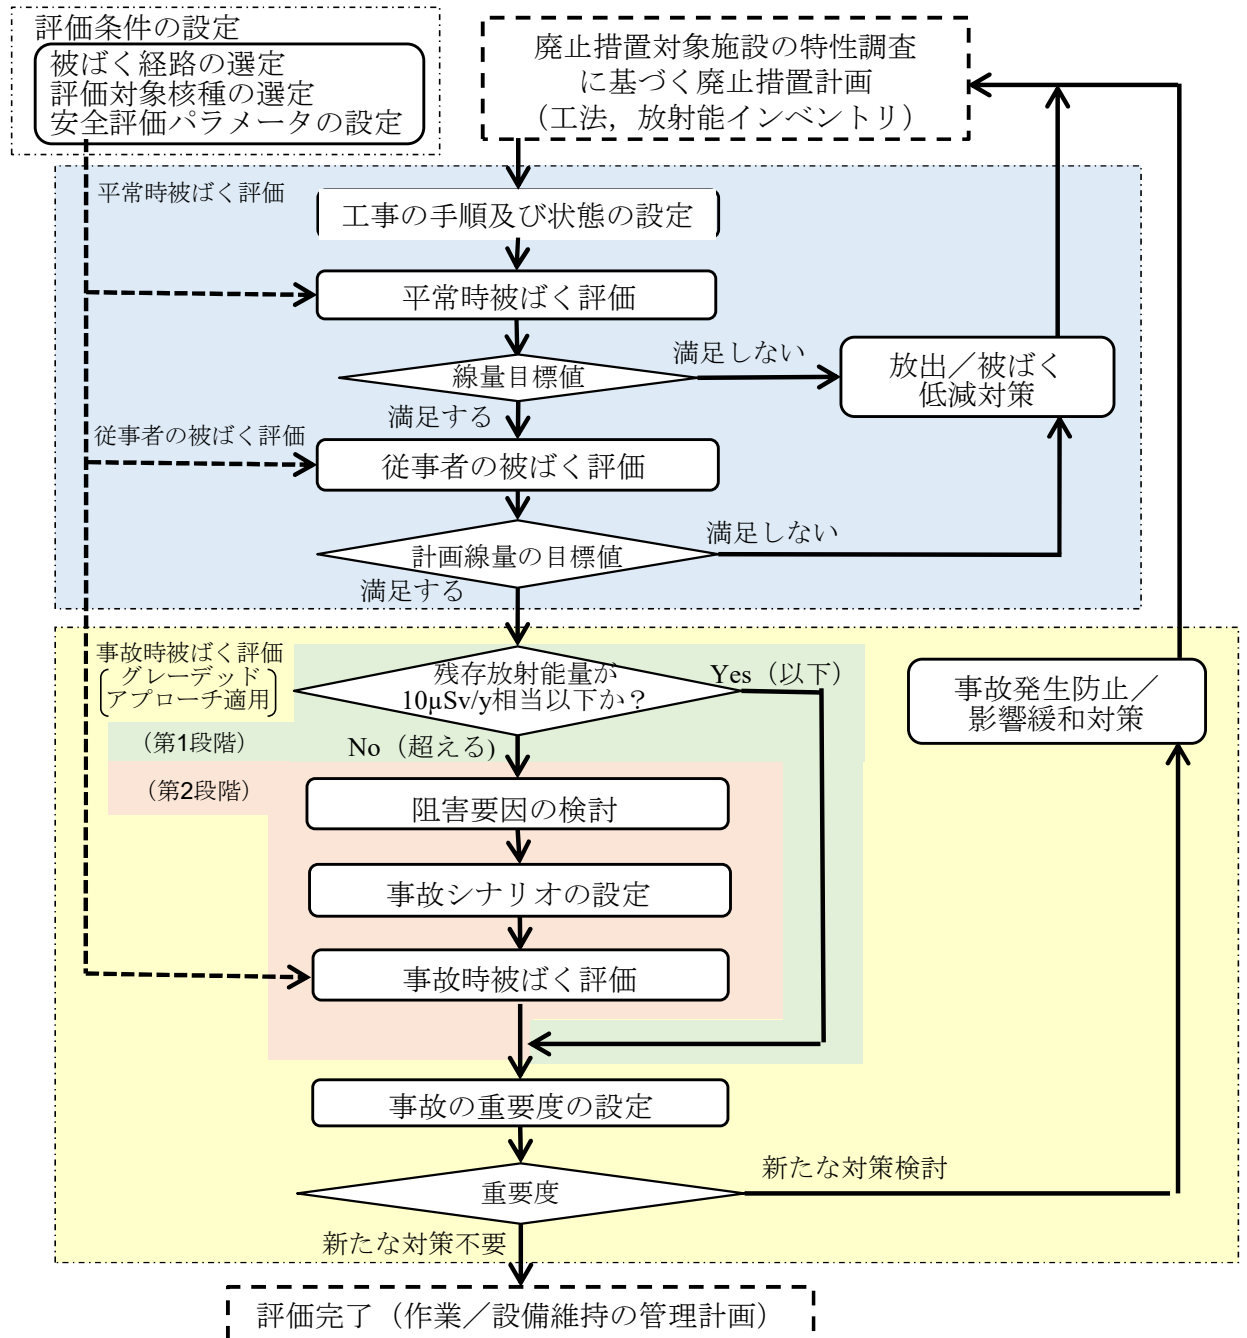 評価条件の設定
被ばく経路の選定
評価対象核種の選定
安全評価パラメータの設定
廃止措置対象施設の特性調査
に基づく廃止措置計画
（工法，放射能インベントリ）
平常時被ばく評価
工事の手順及び状態の設定
平常時被ばく評価
線量目標値
満足しない
放出／被ばく
低減対策
満足する
従事者の被ばく評価
従事者の被ばく評価
計画線量の目標値
満足しない
満足する
事故時被ばく評価
グレーデッド
アプローチ適用
残存放射能量が
10μSv/y相当以下か？
Yes（以下）
事故発生防止／
影響緩和対策
（第1段階）
No（超える)
（第2段階）
阻害要因の検討
事故シナリオの設定
事故時被ばく評価
事故の重要度の設定
重要度
新たな対策検討
新たな対策不要
評価完了（作業／設備維持の管理計画）